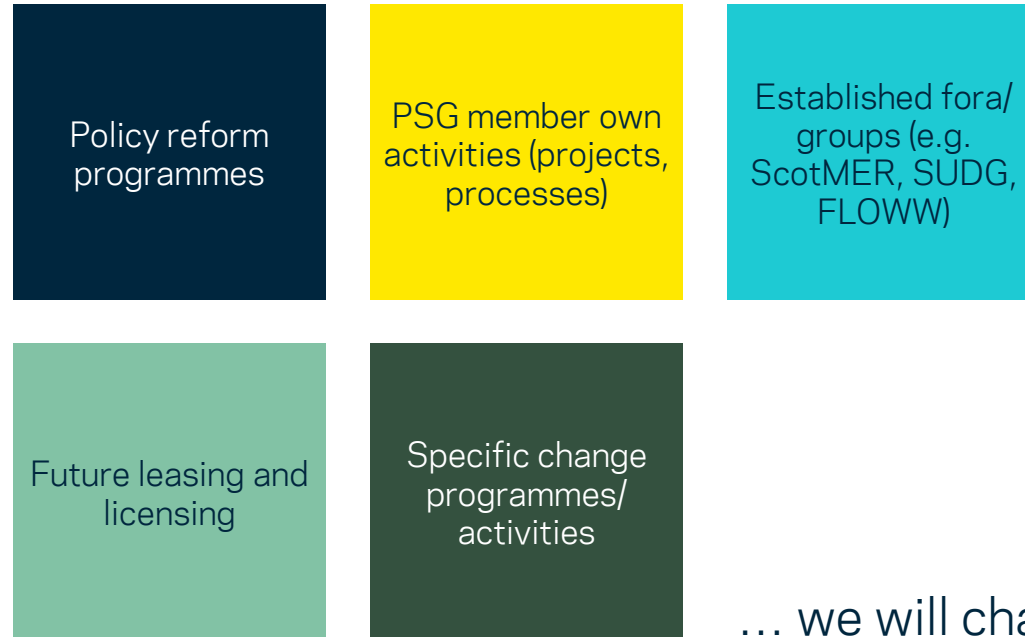 Policy reform
programmes
PSG member own
activities (projects,
processes)
Established fora/
groups (e.g.
ScotMER, SUDG,
FLOWW)
Future leasing and
licensing
Specific change
programmes/
activities
... we will cha